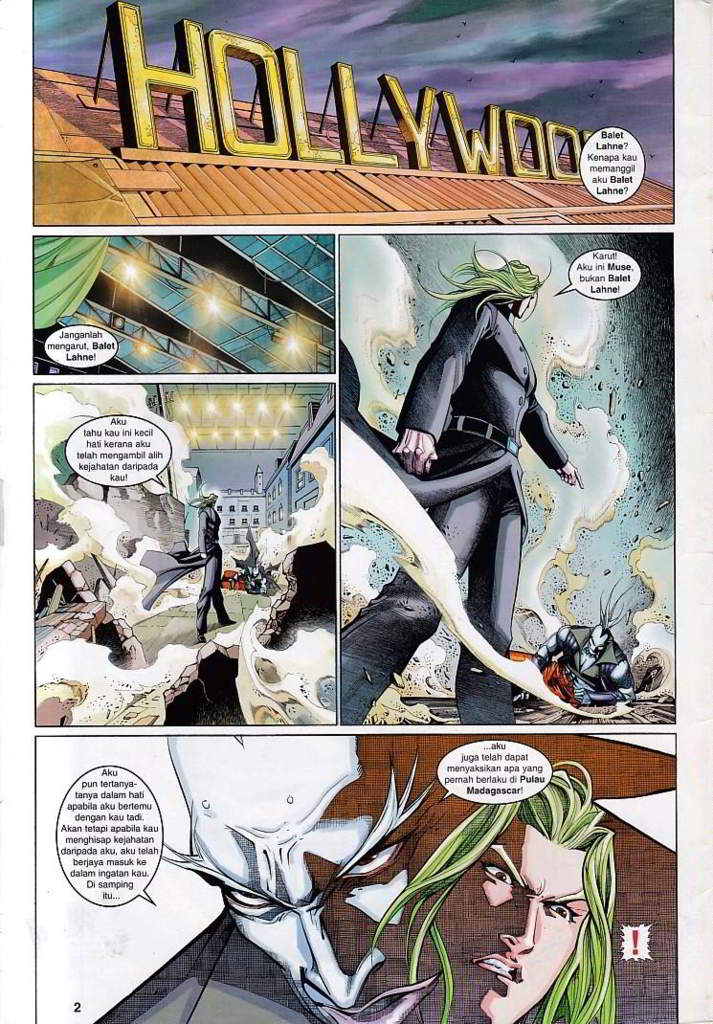 HOLLYWOO
Balet
Lahne?
Kenapa kau
memanggil
aku Balet
Lahne?
Janganlah
mengarut, Balet
Lahne!
Karut!
Aku ini Muse,
bukan Balet
Lahne!
Aku
tahu kau ini kecil
hati kerana aku
telah mengambil alih
kejahatan daripada
kau!
Aku
pun tertanya-
tanya dalam hati
apabila aku bertemu
dengan kau tadi.
Akan tetapi apabila kau
menghisap kejahatan
daripada aku, aku telah
berjaya masuk ke
dalam ingatan kau.
Di samping
itu...
...aku
juga telah dapat
menyaksikan apa yang
pernah berlaku di Pulau
Madagascar!
!
2